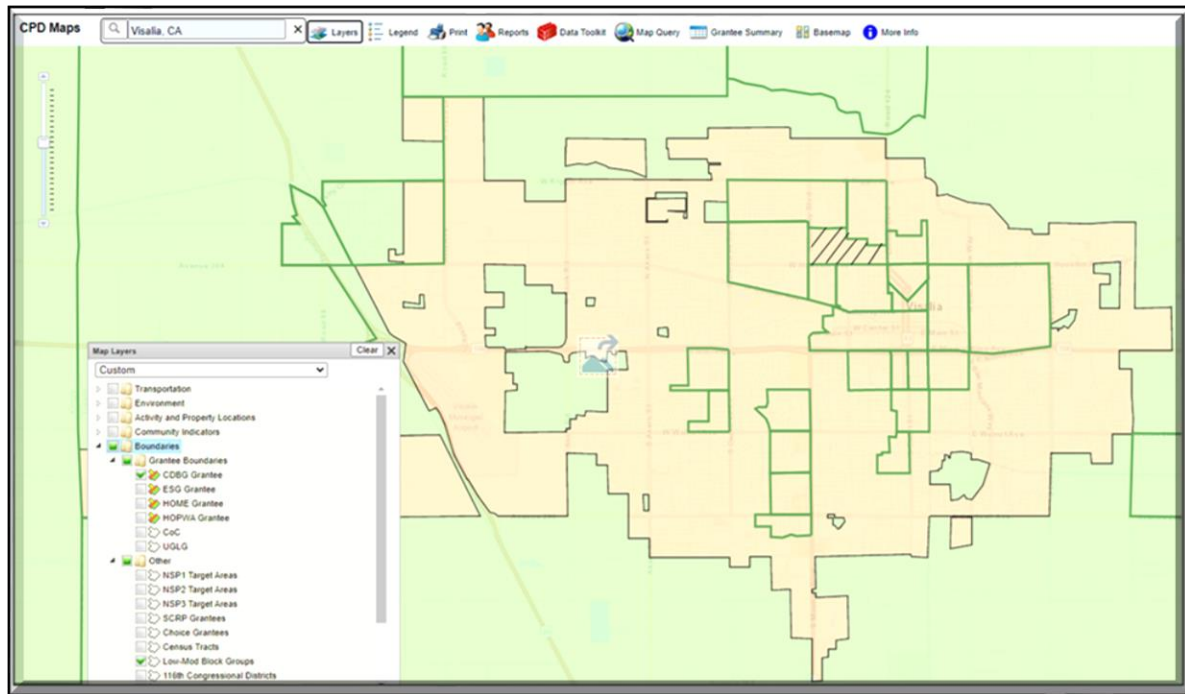 CPD Maps
Visalia, CA
Layers
Legend
Print
Reports
Data Toolkit
Map Query
Grantee Summary
Basemap
More Info
Visalia
Map Layers
Clear
Custom
Transportation
Environment
Activity and Property Locations
Community Indicators
Boundaries
Grantee Boundaries
CDBG Grantee
ESG Grantee
HOME Grantee
HOPWA Grantee
CoC
UGLG
Other
NSP1 Target Areas
NSP2 Target Areas
NSP3 Target Areas
SCRP Grantees
Choice Grantees
Census Tracts
Low-Mod Block Groups
116th Congressional Districts